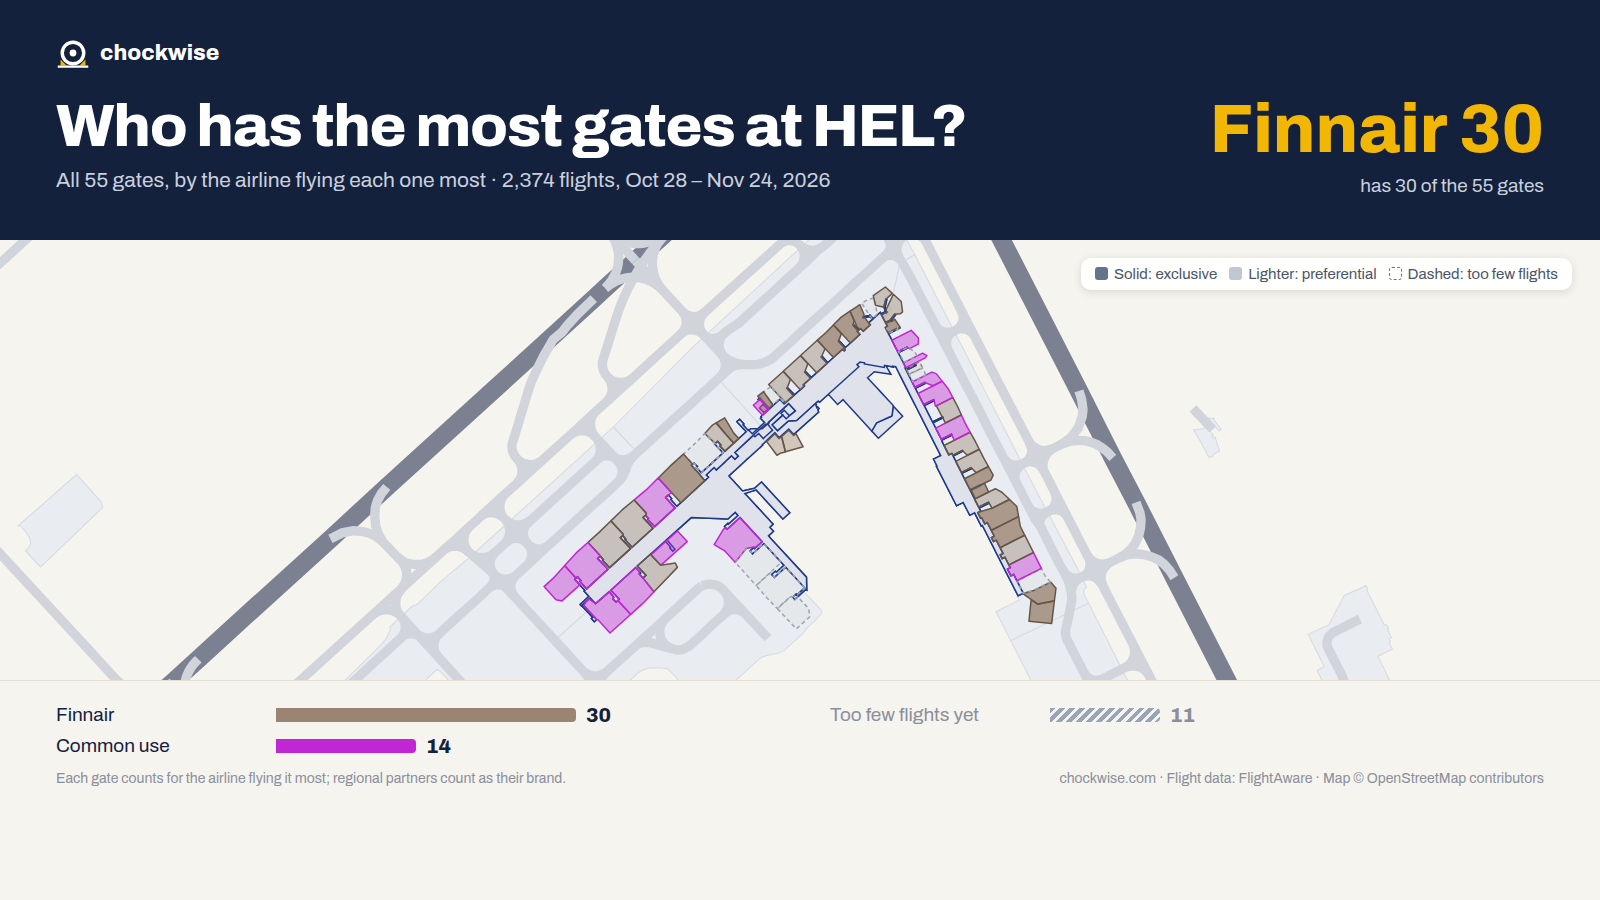 chockwise
Who has the most gates at HEL?
All 55 gates, by the airline flying each one most · 2,374 flights, Oct 28 – Nov 24, 2026
Finnair 30
has 30 of the 55 gates
Solid: exclusive
Lighter: preferential
Dashed: too few flights
Finnair 30
Common use 14
Too few flights yet 11
Each gate counts for the airline flying it most; regional partners count as their brand.
chockwise.com · Flight data: FlightAware · Map © OpenStreetMap contributors